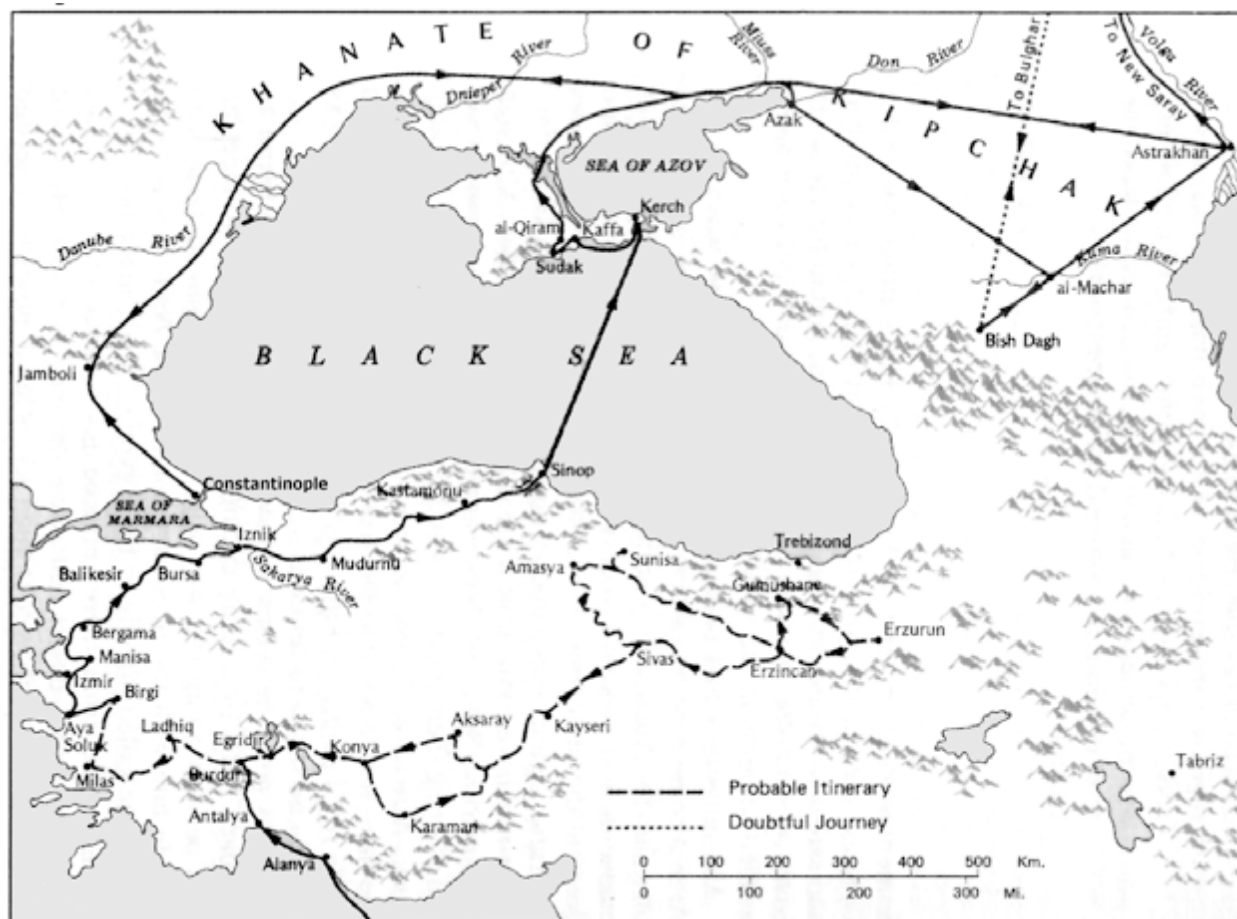 KHANATE OF KIPCHAK
Dnieper River
Miuss River
Don River
To Bulghar
Volga River
To New Saray
Azak
Astrakhan
SEA OF AZOV
Kerch
al-Qiram
Kaffa
Sudak
Danube River
Kuma River
al-Machar
Bish Dagh
BLACK SEA
Jamboli
Constantinople
Sinop
Kastamonu
SEA OF
MARMARA
Iznik
Mudurnu
Sakarya River
Balikesir
Bursa
Trebizond
Sunisa
Amasya
Gumushane
Bergama
Erzurun
Manisa
Sivas
Erzincan
Izmir
Birgi
Aya
Soluk
Ladhiq
Egridir
Konya
Aksaray
Kayseri
Milas
Burdur
Tabriz
Antalya
Karaman
Alanya
Probable Itinerary
Doubtful Journey
0 100 200 300 400 500 Km.
0 100 200 300 Mi.